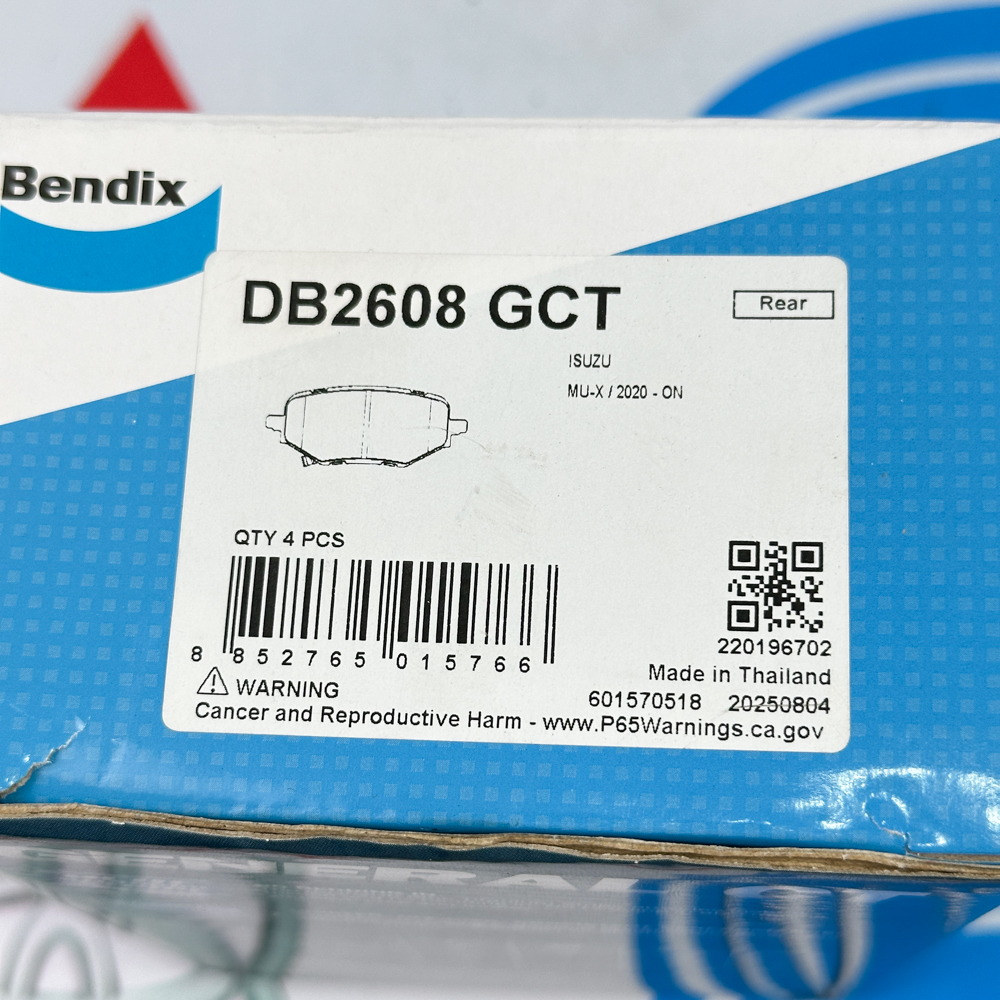 Bendix
DB2608 GCT
Rear
ISUZU
MU-X / 2020 - ON
QTY 4 PCS
8 852765 015766
220196702
Made in Thailand
601570518 20250804
WARNING
Cancer and Reproductive Harm - www.P65Warnings.ca.gov